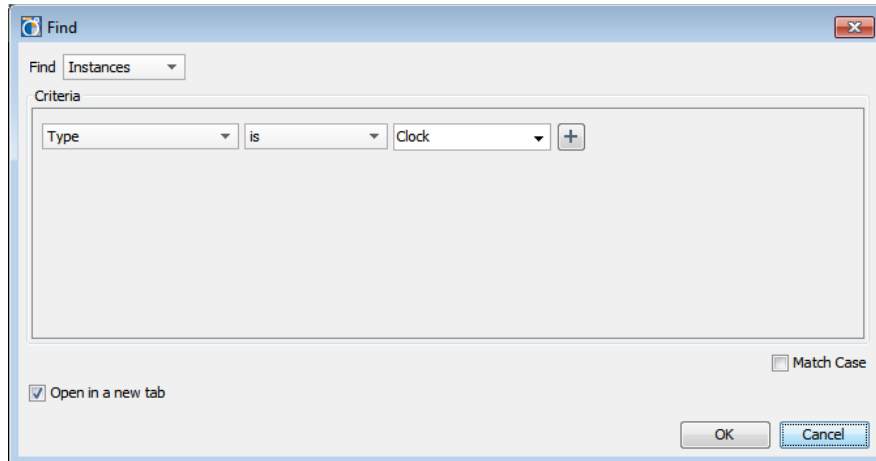 Find
Find Instances
Criteria
Type is Clock +
Match Case
Open in a new tab
OK Cancel